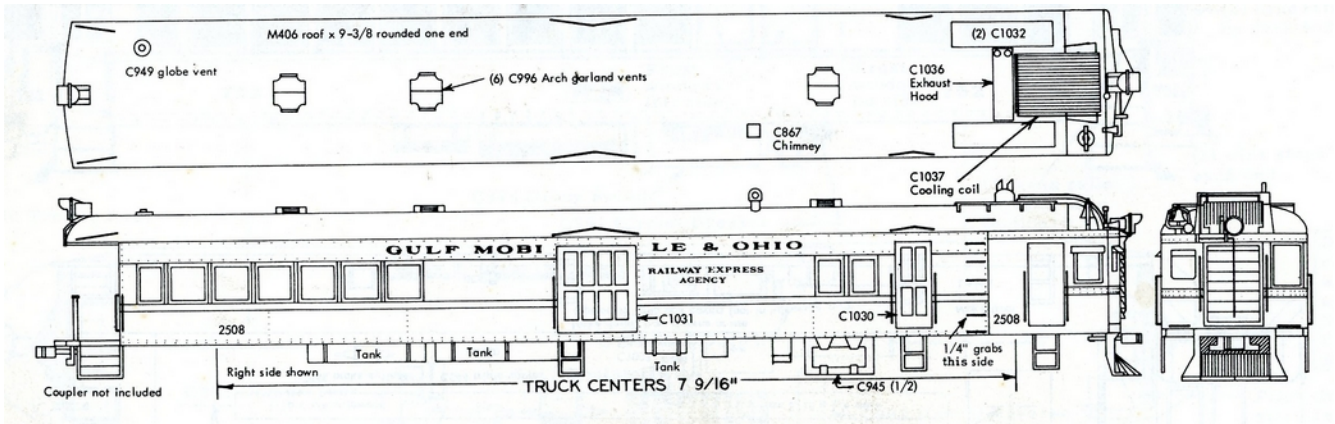 M406 roof x 9-3/8 rounded one end
C949 globe vent
(6) C996 Arch garland vents
(2) C1032
C1036
Exhaust
Hood
C867
Chimney
C1037
Cooling coil
GULF MOBI LE & OHIO
RAILWAY EXPRESS
AGENCY
2508
C1031
C1030
2508
1/4" grabs
this side
Tank
Tank
Tank
Right side shown
Coupler not included
TRUCK CENTERS 7 9/16"
C945 (1/2)